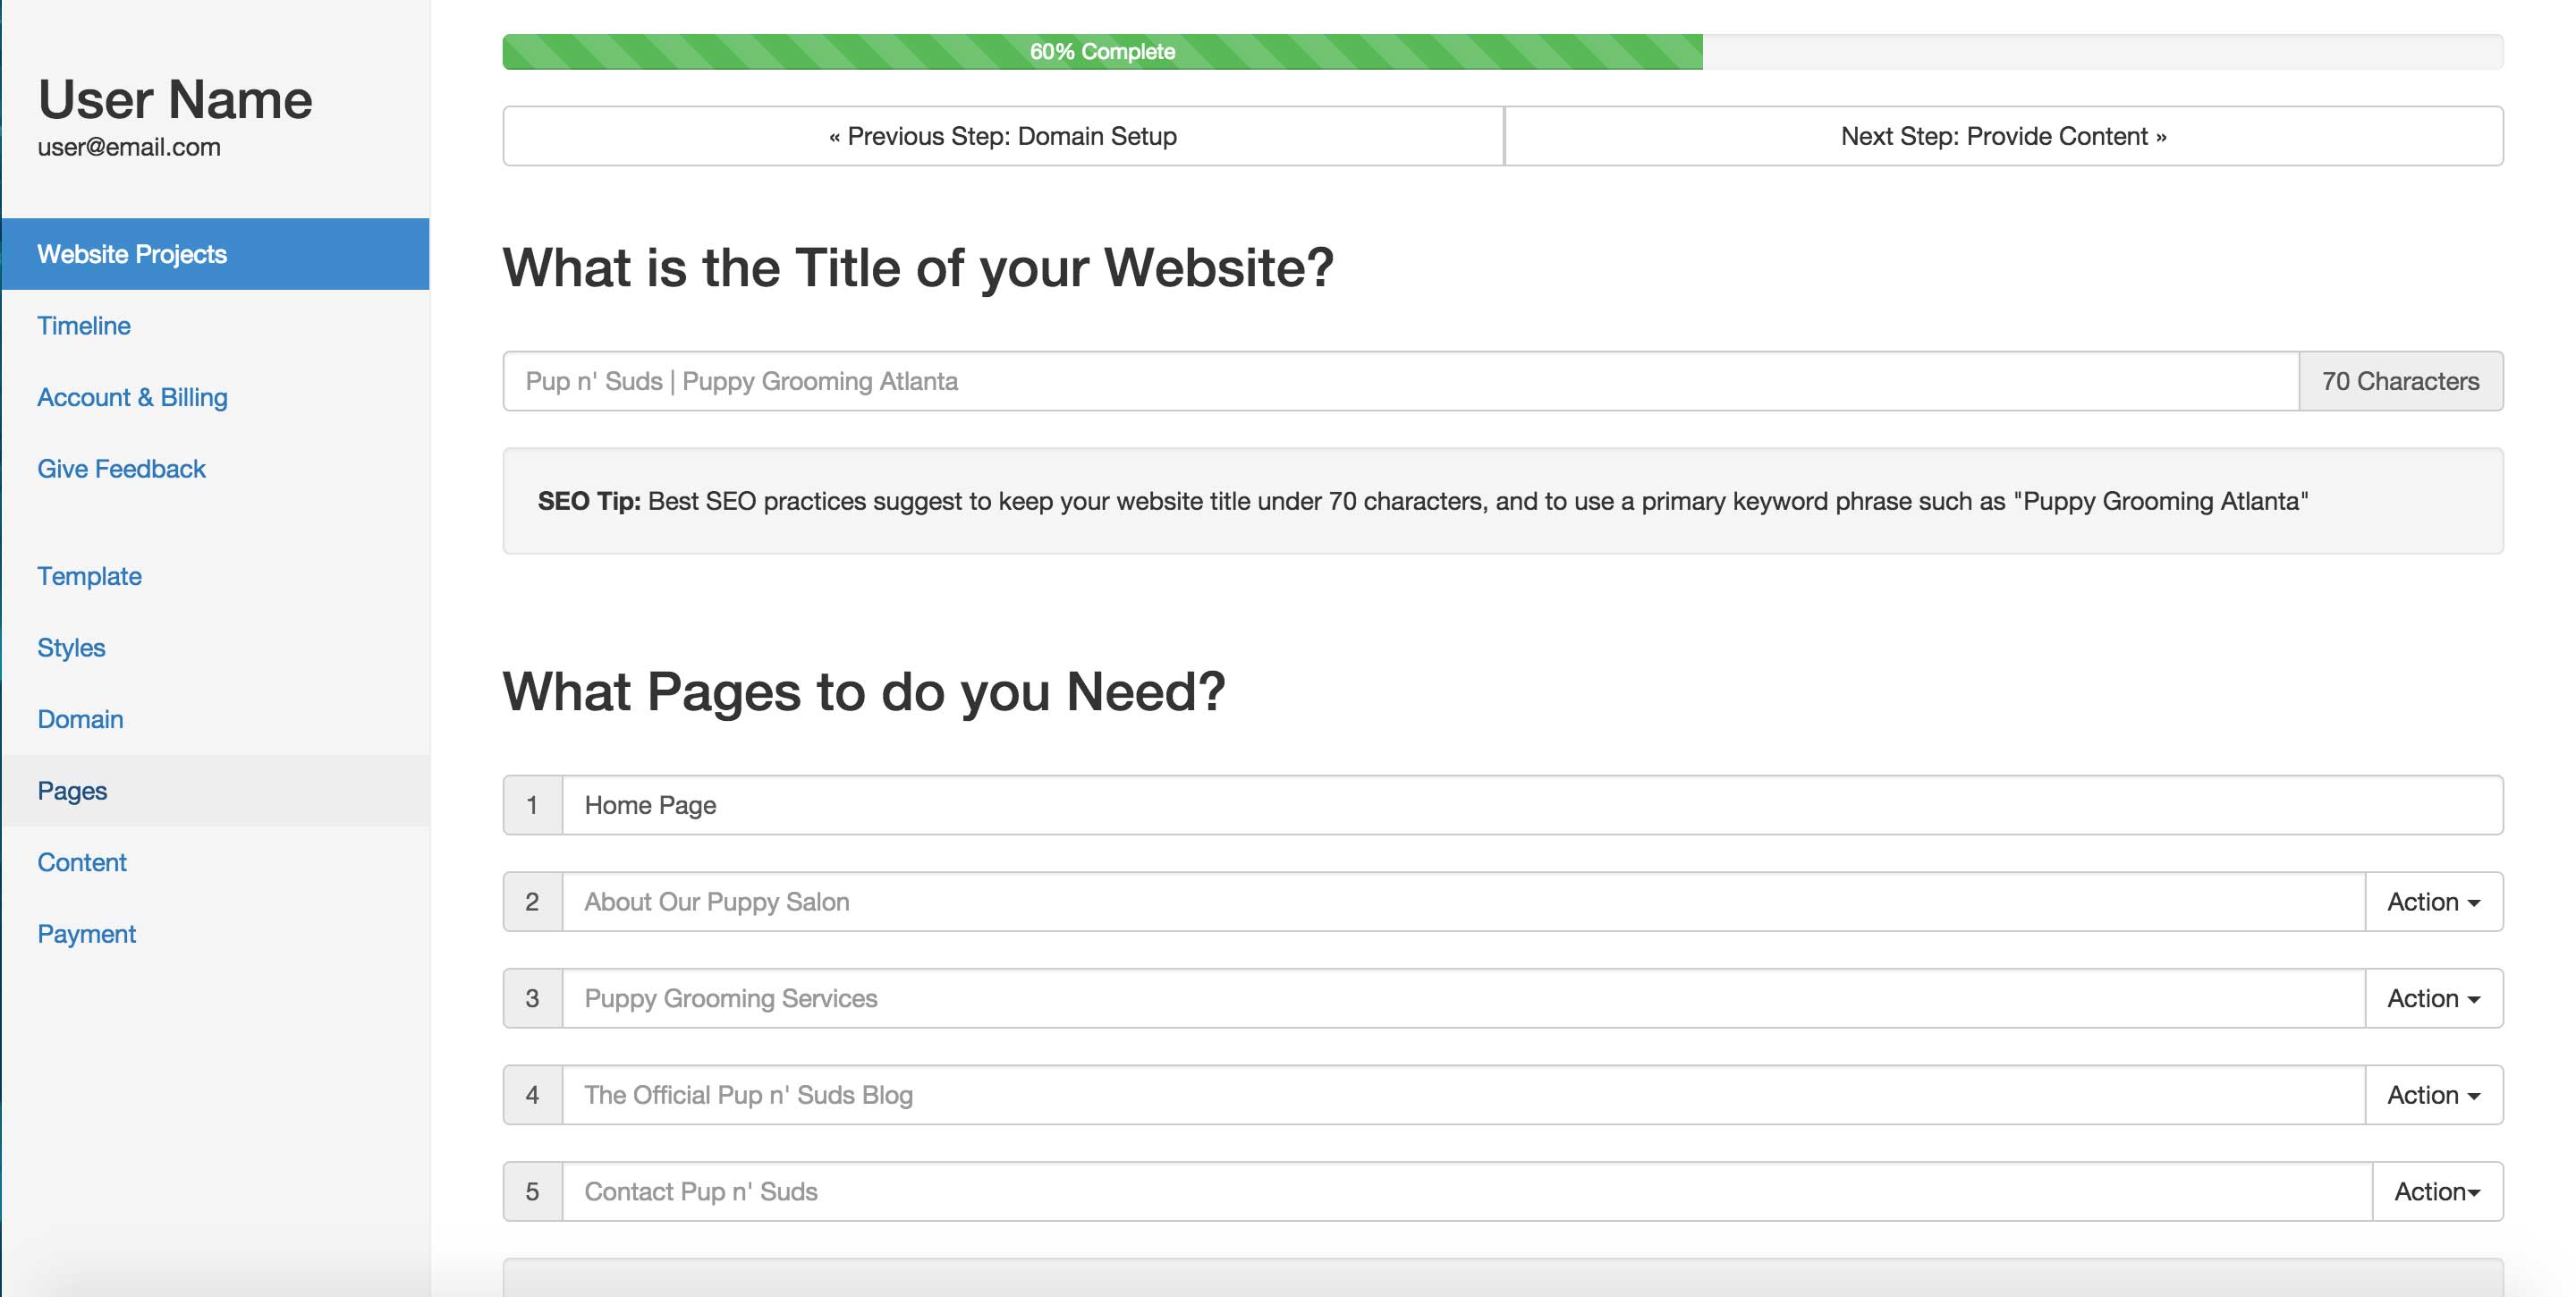 User Name
user@email.com
Website Projects
Timeline
Account & Billing
Give Feedback
Template
Styles
Domain
Pages
Content
Payment
60% Complete
« Previous Step: Domain Setup
Next Step: Provide Content »
What is the Title of your Website?
Pup n' Suds | Puppy Grooming Atlanta
70 Characters
SEO Tip: Best SEO practices suggest to keep your website title under 70 characters, and to use a primary keyword phrase such as "Puppy Grooming Atlanta"
What Pages to do you Need?
1 Home Page
2 About Our Puppy Salon Action
3 Puppy Grooming Services Action
4 The Official Pup n' Suds Blog Action
5 Contact Pup n' Suds Action